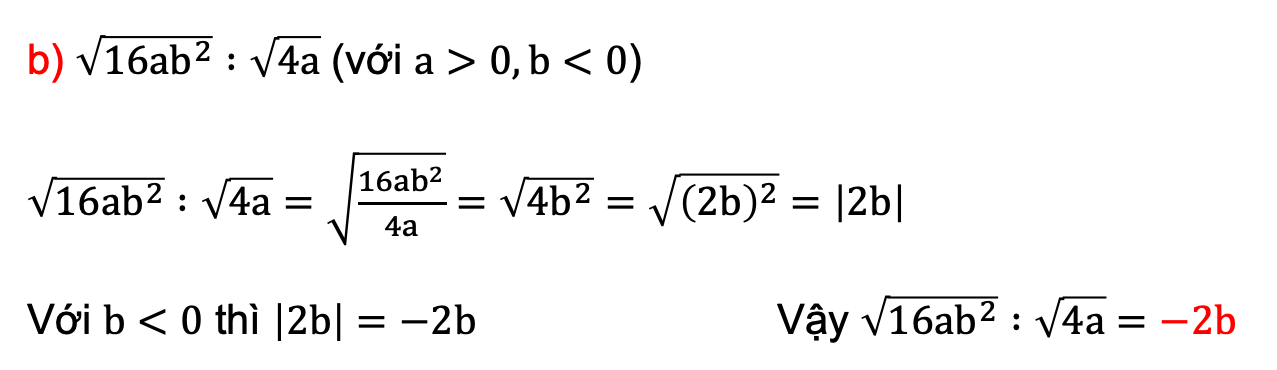 b) √16ab² : √4a (với a > 0, b < 0)
√16ab² : √4a = √(16ab²/4a) = √4b² = √(2b)² = |2b|
Với b < 0 thì |2b| = −2b
Vậy √16ab² : √4a = −2b